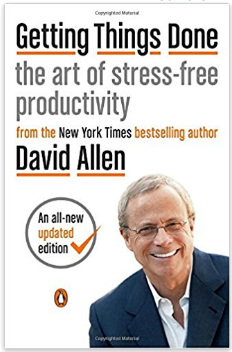 Getting Things Done
the art of stress-free
productivity
from the New York Times bestselling author
David Allen
An all-new
updated
edition